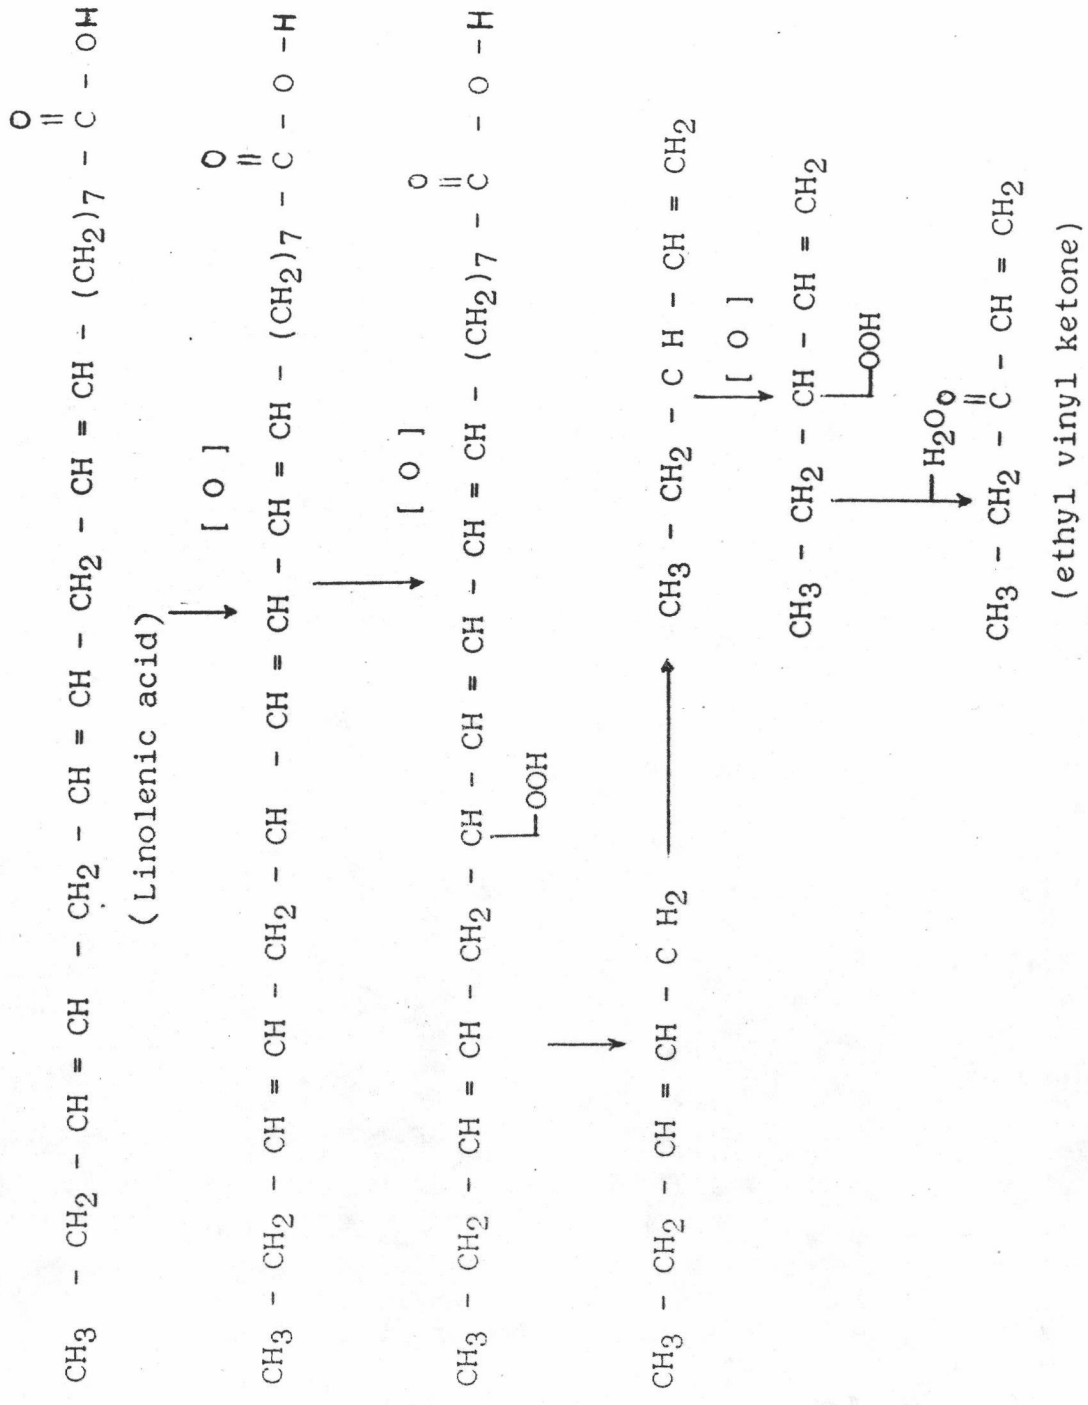 O
=
CH3 - CH2 - CH = CH - CH2 - CH = CH - CH2 - CH = CH - (CH2)7 - C - OH
(Linolenic acid)
[ O ]
O
=
CH3 - CH2 - CH = CH - CH2 - CH - CH = CH - CH = CH - (CH2)7 - C - O - H
[ O ]
O
=
CH3 - CH2 - CH = CH - CH2 - CH - CH = CH - CH = CH - (CH2)7 - C - O - H
OOH
CH3 - CH2 - CH = CH - C H2 CH3 - CH2 - C H - CH = CH2
[ O ]
CH3 - CH2 - CH - CH = CH2
OOH
- H2O
O
=
CH3 - CH2 - C - CH = CH2
(ethyl vinyl ketone)